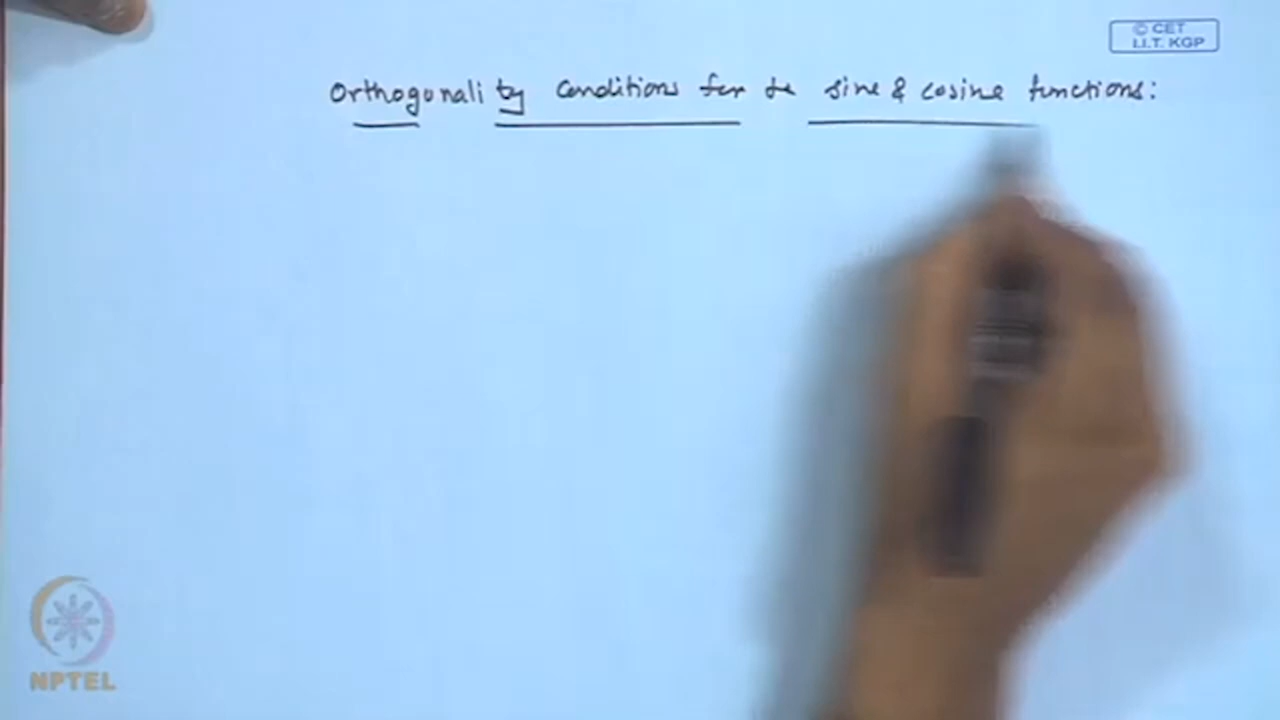 © CET
I.I.T. KGP
Orthogonality conditions for the sine & cosine functions:
NPTEL